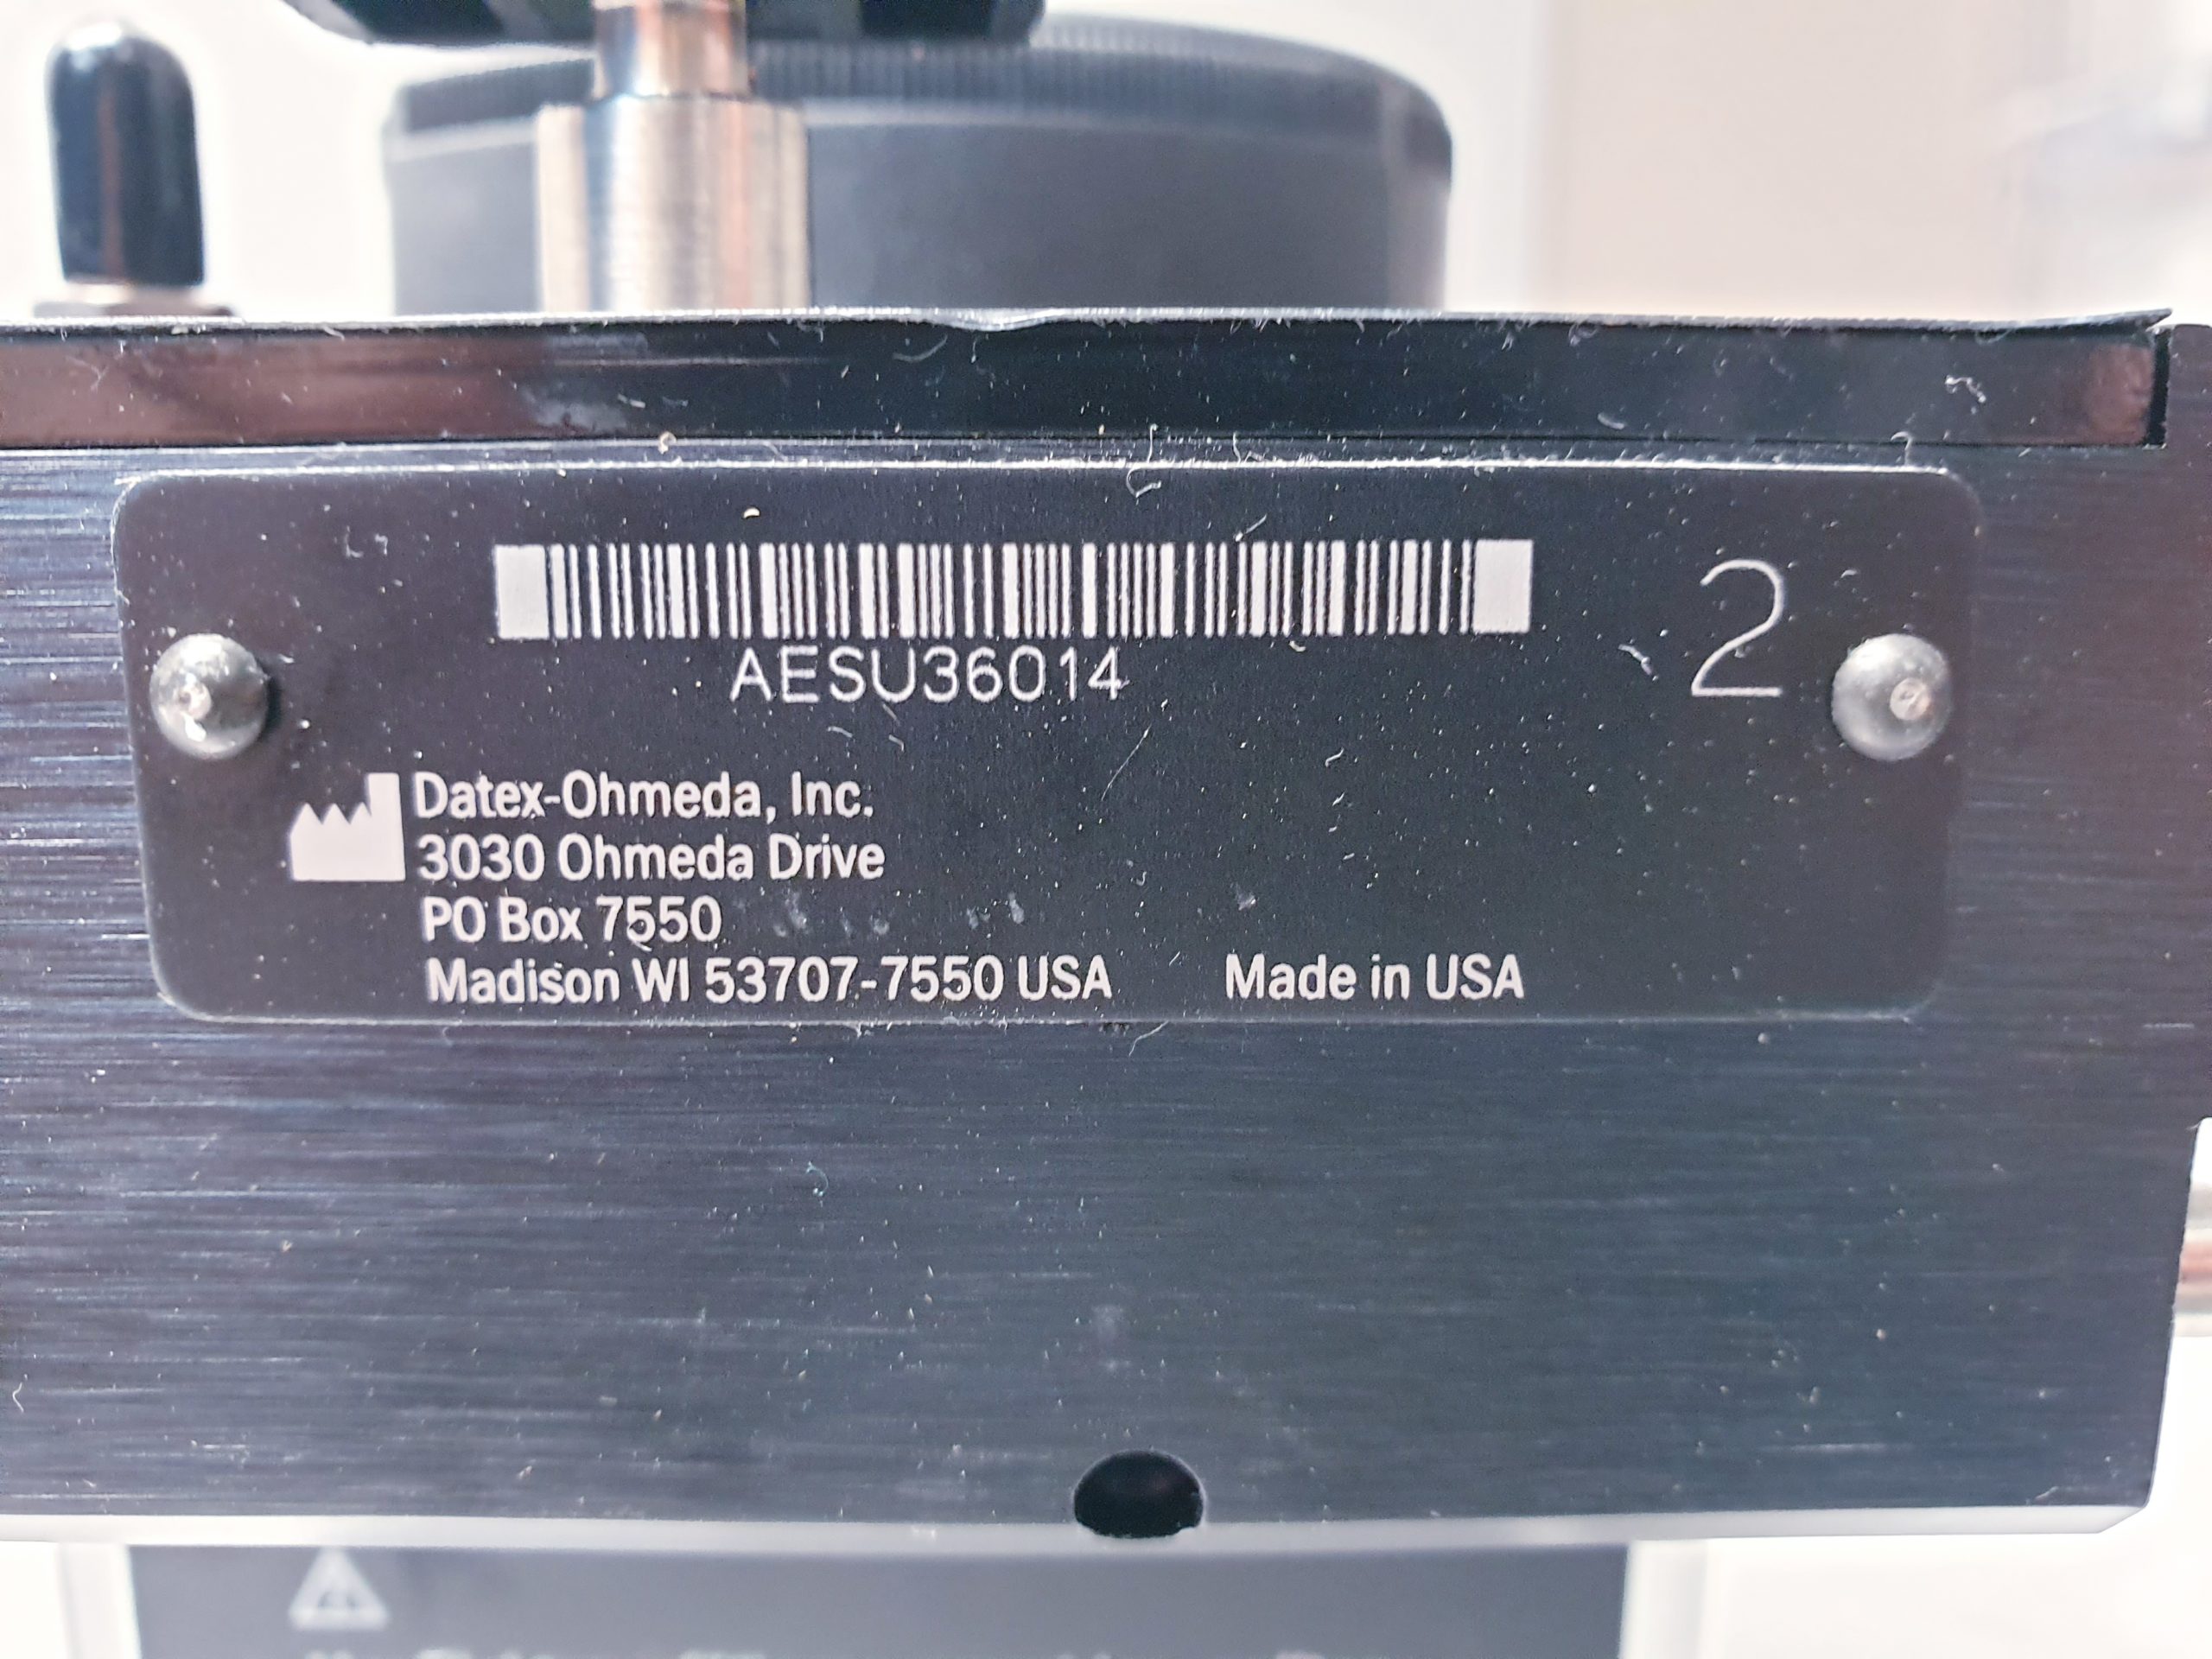 AESU36014
2
Datex-Ohmeda, Inc.
3030 Ohmeda Drive
PO Box 7550
Madison WI 53707-7550 USA
Made in USA